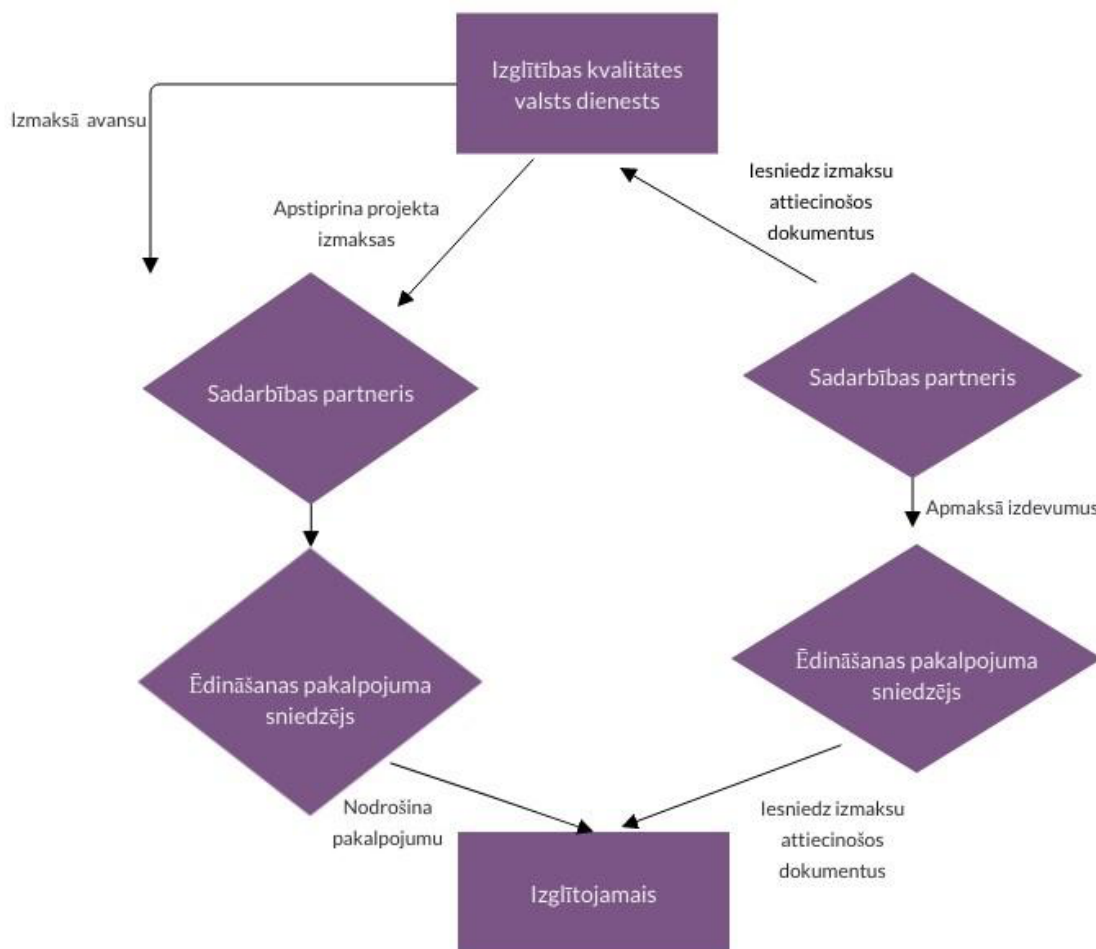 Izglītības kvalitātes
valsts dienests
Izmaksā avansu
Iesniedz izmaksu
attiecinošos
dokumentus
Apstiprina projekta
izmaksas
Sadarbības partneris
Sadarbības partneris
Apmaksā izdevumus
Ēdināšanas pakalpojuma
sniedzējs
Ēdināšanas pakalpojuma
sniedzējs
Nodrošina
pakalpojumu
Iesniedz izmaksu
attiecinošos
dokumentus
Izglītojamais